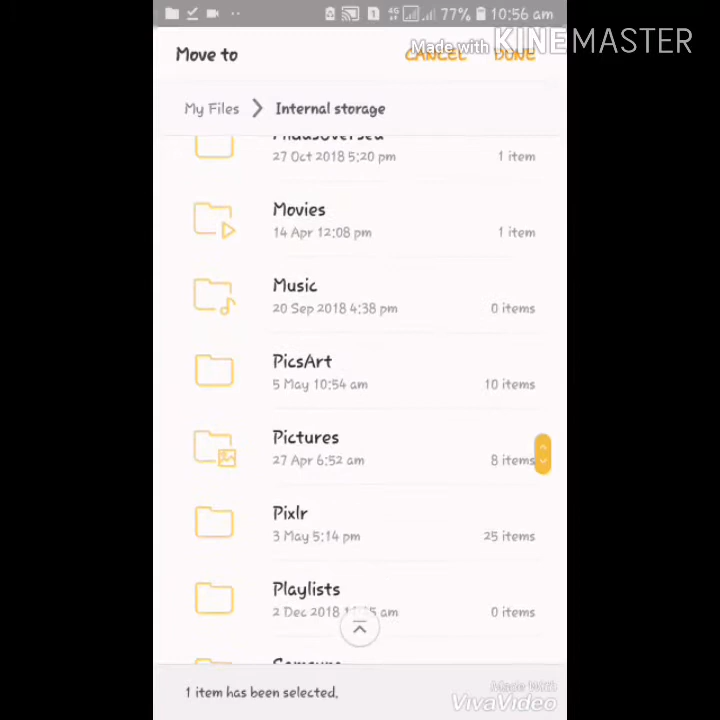 77% 10:56 am
Made with KINEMASTER
Move to CANCEL DONE
My Files > Internal storage
27 Oct 2018 5:20 pm 1 item
Movies
14 Apr 12:08 pm 1 item
Music
20 Sep 2018 4:38 pm 0 items
PicsArt
5 May 10:54 am 10 items
Pictures
27 Apr 6:52 am 8 items
Pixlr
3 May 5:14 pm 25 items
Playlists
2 Dec 2018 am 0 items
1 item has been selected.
Made With
VivaVideo